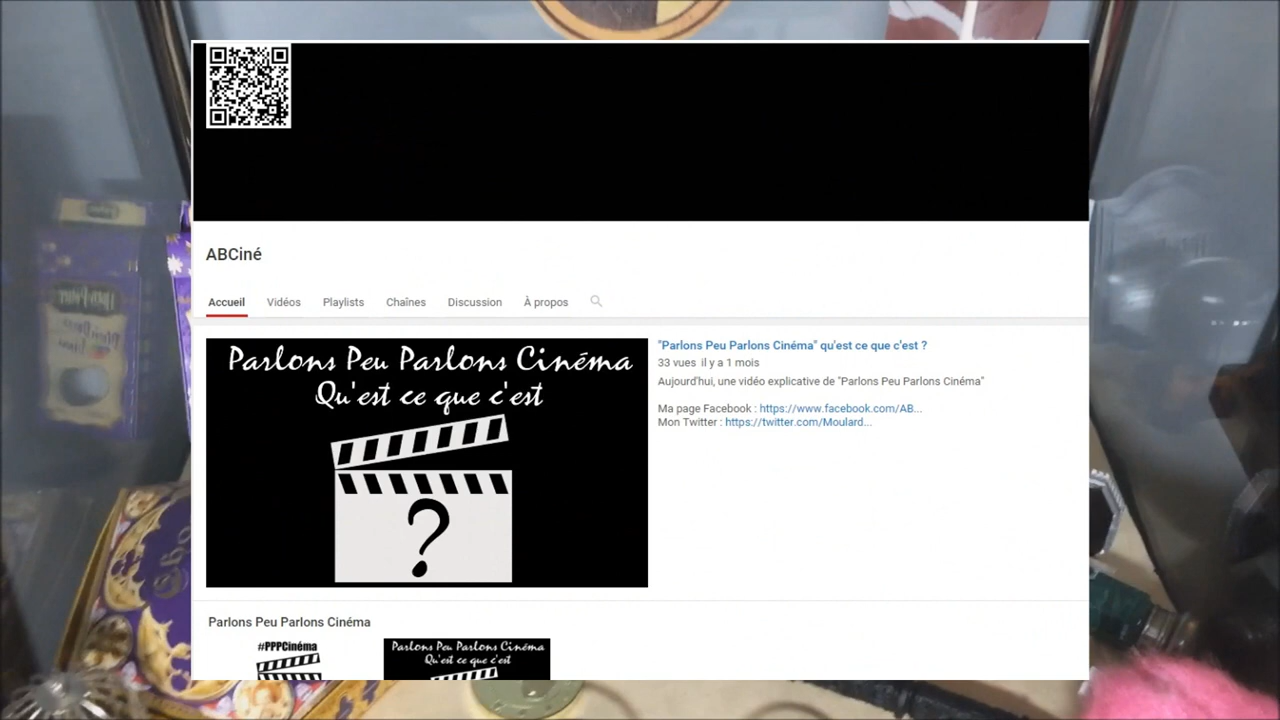 ABCiné
Accueil Vidéos Playlists Chaînes Discussion À propos
Parlons Peu Parlons Cinéma
Qu'est ce que c'est
?
"Parlons Peu Parlons Cinéma" qu'est ce que c'est ?
33 vues il y a 1 mois
Aujourd'hui, une vidéo explicative de "Parlons Peu Parlons Cinéma"
Ma page Facebook : https://www.facebook.com/AB...
Mon Twitter : https://twitter.com/Moulard...
Parlons Peu Parlons Cinéma
#PPPCinéma
Parlons Peu Parlons Cinéma
Qu'est ce que c'est